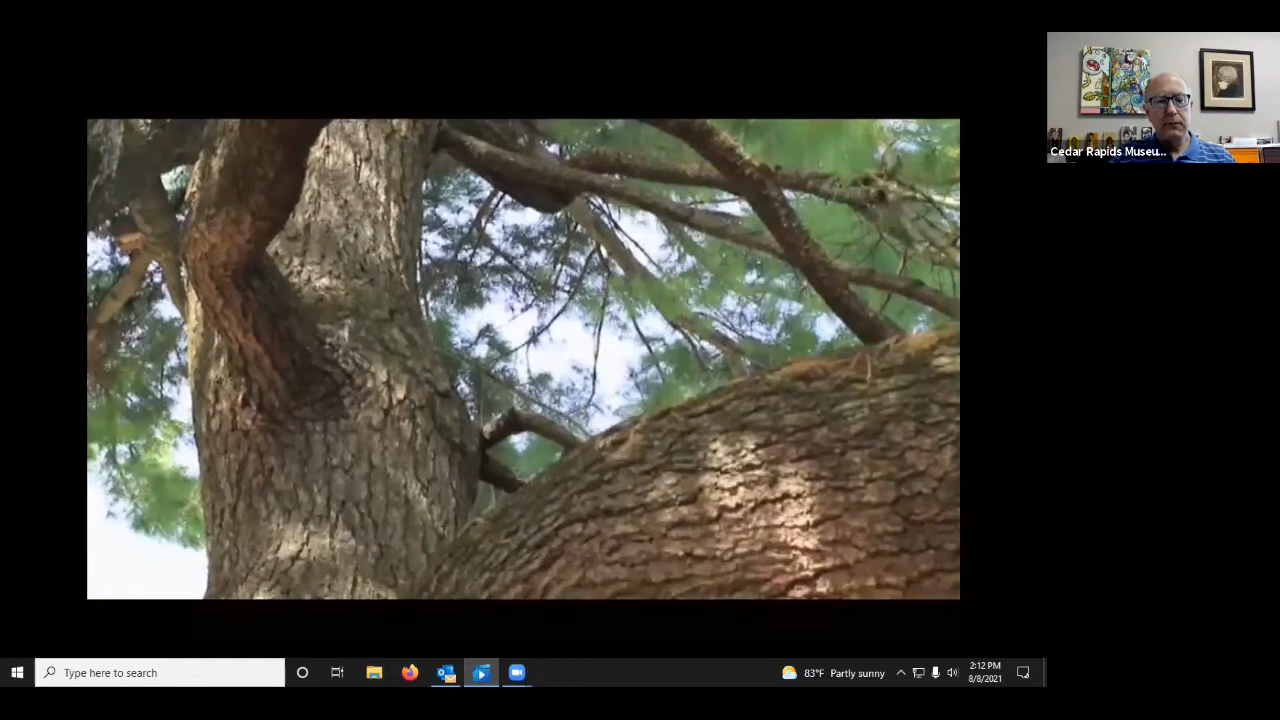 Cedar Rapids Museu...
Type here to search
83°F Partly sunny
2:12 PM
8/8/2021